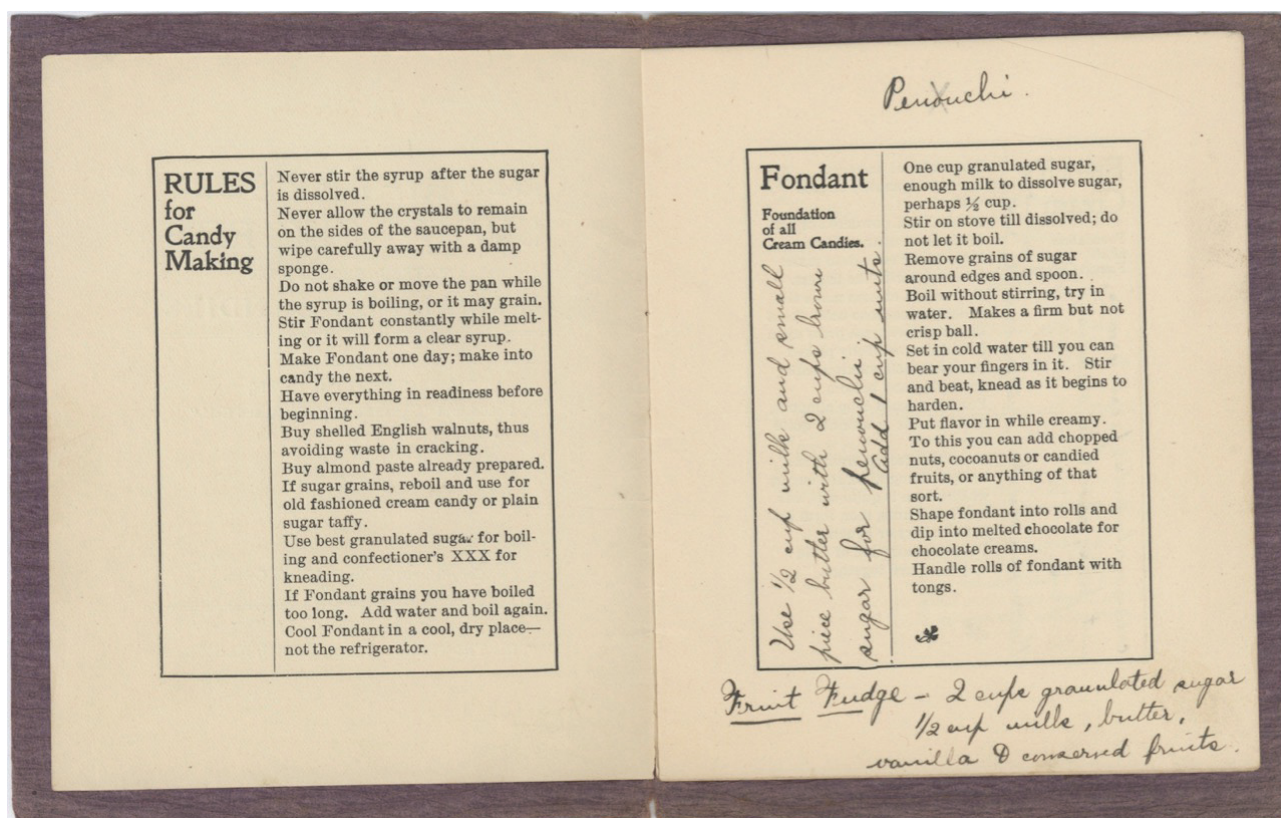 RULES
for
Candy
Making
Never stir the syrup after the sugar
is dissolved.
Never allow the crystals to remain
on the sides of the saucepan, but
wipe carefully away with a damp
sponge.
Do not shake or move the pan while
the syrup is boiling, or it may grain.
Stir Fondant constantly while melt-
ing or it will form a clear syrup.
Make Fondant one day; make into
candy the next.
Have everything in readiness before
beginning.
Buy shelled English walnuts, thus
avoiding waste in cracking.
Buy almond paste already prepared.
If sugar grains, reboil and use for
old fashioned cream candy or plain
sugar taffy.
Use best granulated sugar for boil-
ing and confectioner's XXX for
kneading.
If Fondant grains you have boiled
too long. Add water and boil again.
Cool Fondant in a cool, dry place—
not the refrigerator.
Penouchi.
Fondant
Foundation
of all
Cream Candies.
One cup granulated sugar,
enough milk to dissolve sugar,
perhaps ½ cup.
Stir on stove till dissolved; do
not let it boil.
Remove grains of sugar
around edges and spoon.
Boil without stirring, try in
water. Makes a firm but not
crisp ball.
Set in cold water till you can
bear your fingers in it. Stir
and beat, knead as it begins to
harden.
Put flavor in while creamy.
To this you can add chopped
nuts, cocoanuts or candied
fruits, or anything of that
sort.
Shape fondant into rolls and
dip into melted chocolate for
chocolate creams.
Handle rolls of fondant with
tongs.
Use 1/2 cup milk and small
piece butter with 2 cups brown
sugar for penouchi.
Add 1 cup nuts.
Fruit Fudge - 2 cups graunlated sugar
1/2 cup milk, butter,
vanilla & conserved fruits.